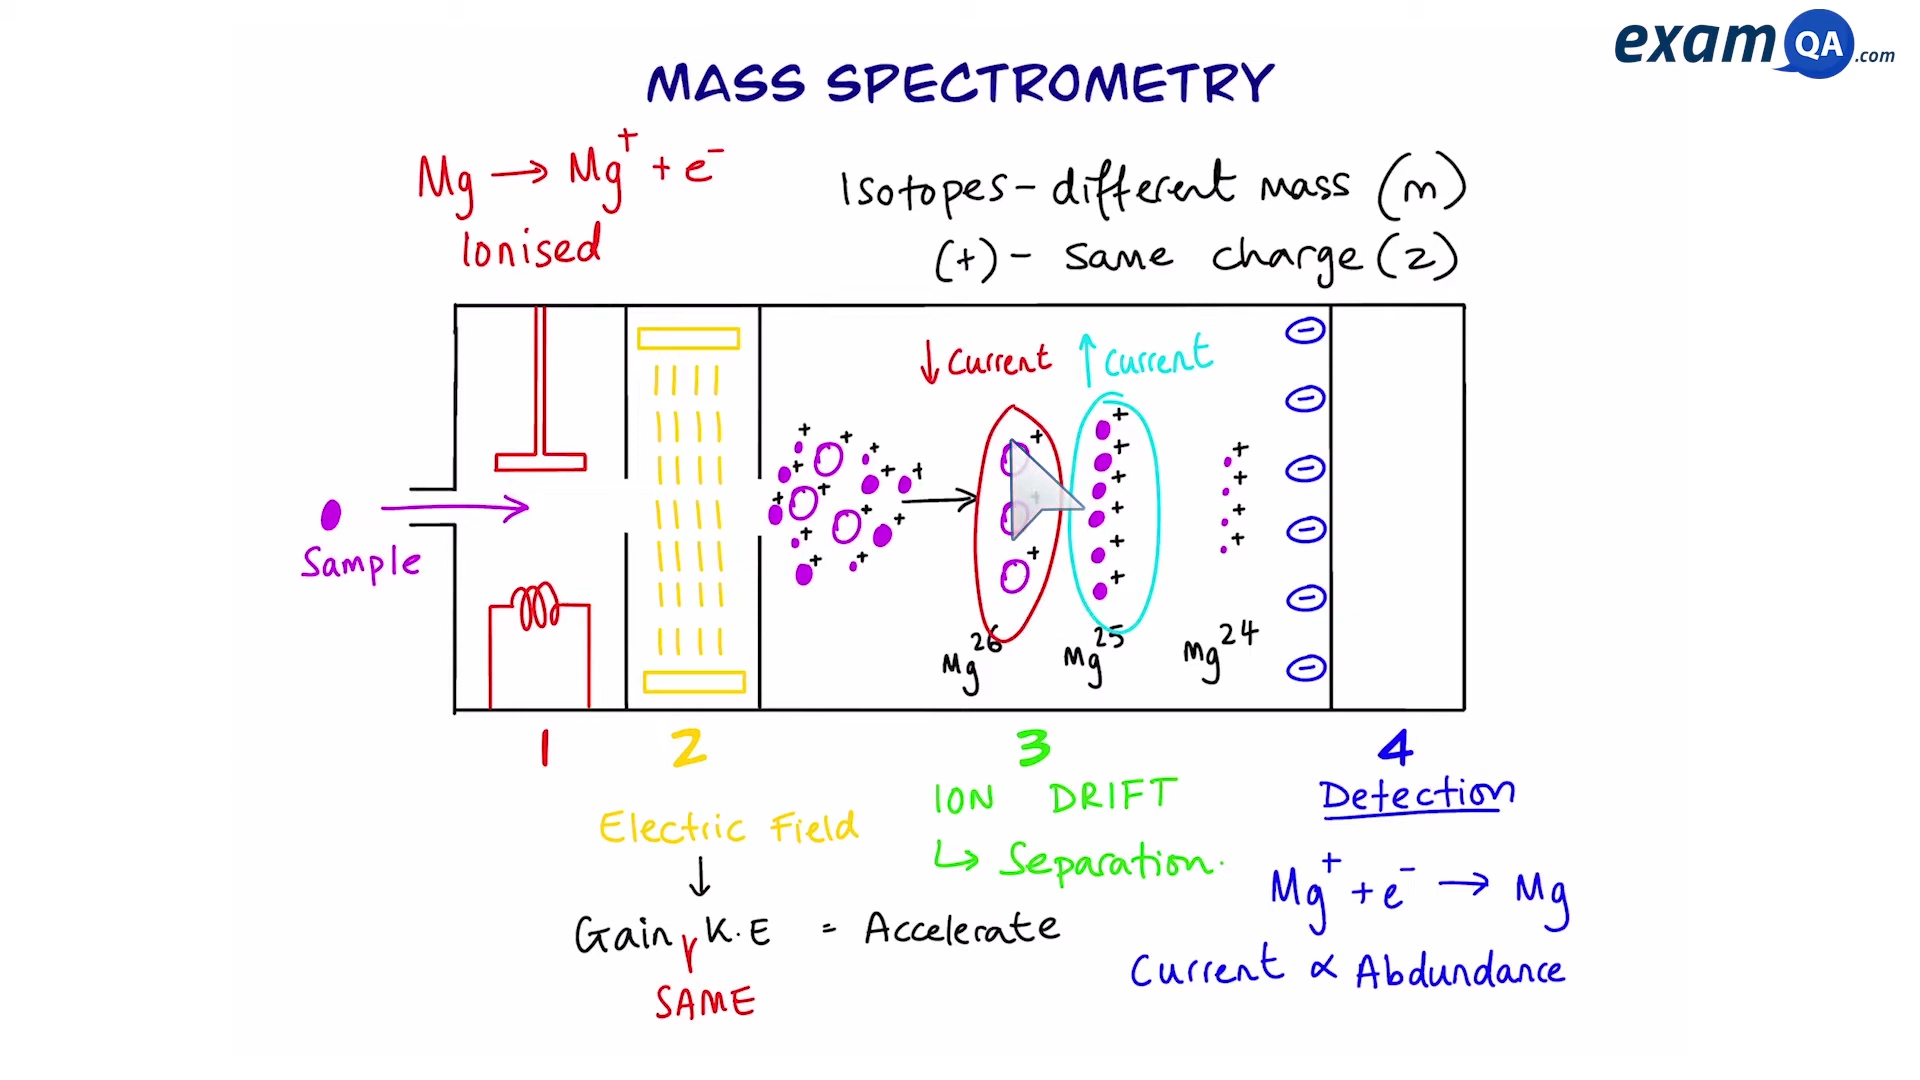 examQA.com
MASS SPECTROMETRY
Mg → Mg⁺ + e⁻
Ionised
Isotopes - different mass (m)
(+) - same charge (z)
↓ Current
↑ Current
Sample
Mg²⁶
Mg²⁵
Mg²⁴
1
2
3
4
ION DRIFT
↳ Separation.
Detection
Electric Field
↓
Gain K.E = Accelerate
SAME
Mg⁺ + e⁻ → Mg
Current ∝ Abdundance